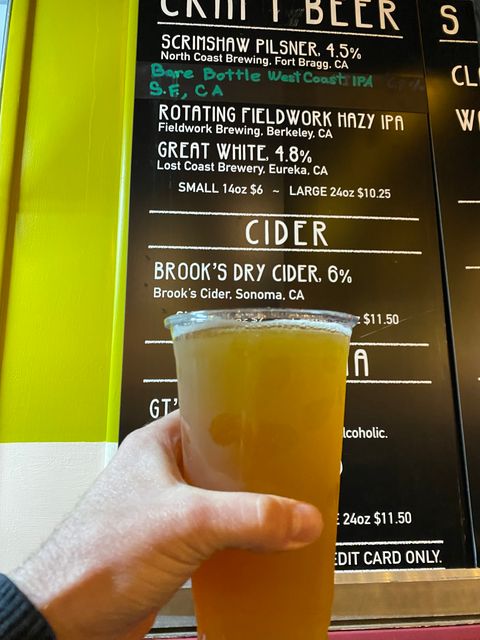 CRAFT BEER
S
SCRIMSHAW PILSNER, 4.5%
North Coast Brewing, Fort Bragg, CA
Bare Bottle West Coast IPA
S.F., CA
ROTATING FIELDWORK HAZY IPA
Fieldwork Brewing, Berkeley, CA
GREAT WHITE, 4.8%
Lost Coast Brewery, Eureka, CA
SMALL 14oz $6 ~ LARGE 24oz $10.25
CIDER
BROOK'S DRY CIDER, 6%
Brook's Cider, Sonoma, CA
$11.50
A
GT'
lcoholic.
24oz $11.50
EDIT CARD ONLY.
CL
W